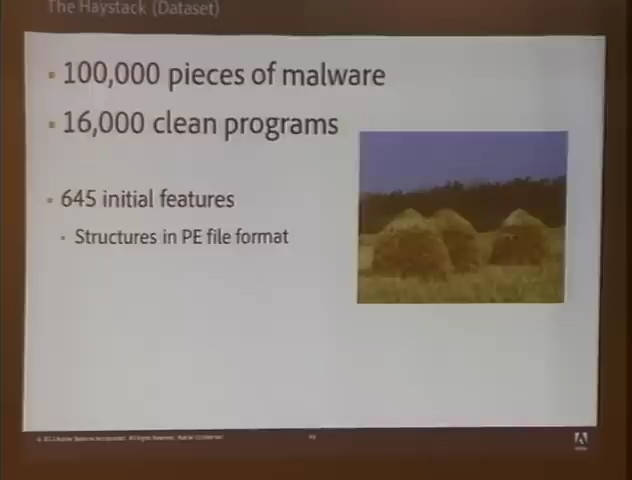 The Haystack (Dataset)
100,000 pieces of malware
16,000 clean programs
645 initial features
Structures in PE file format